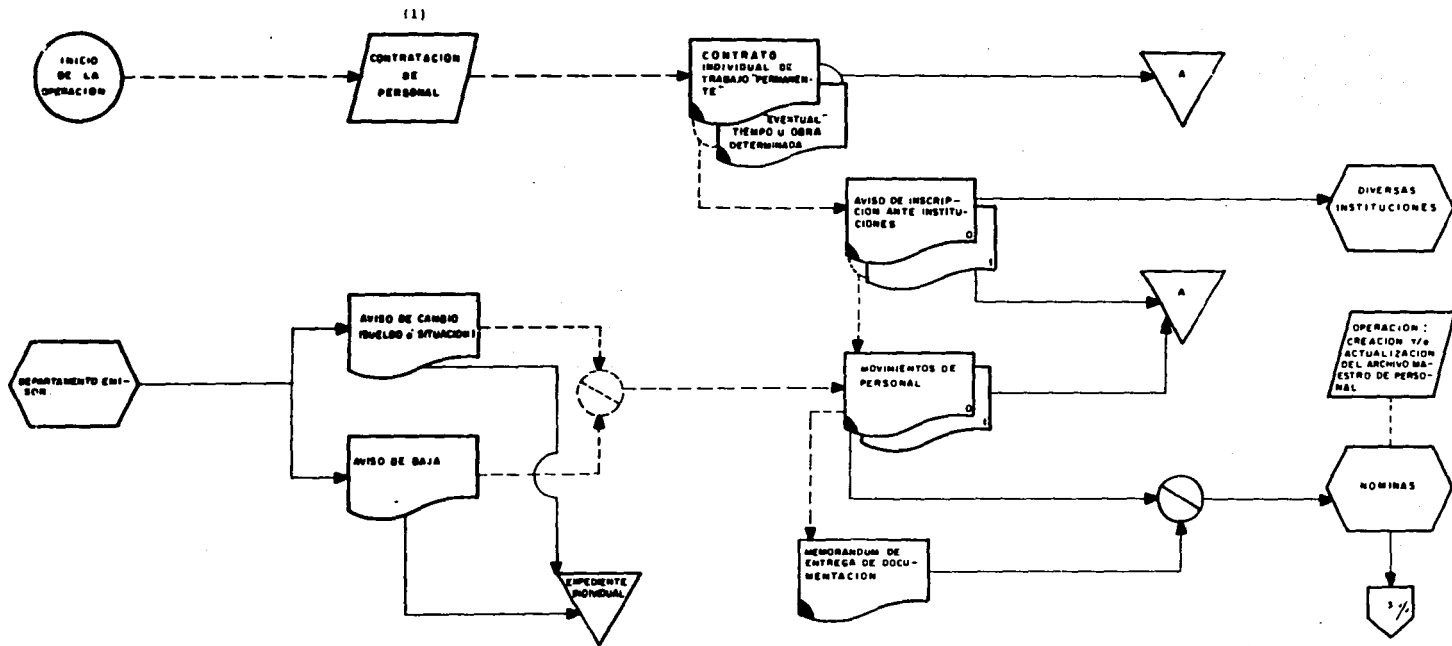 (1)
INICIO
DE LA
OPERACION
CONTRATACION
DE
PERSONAL
CONTRATO
INDIVIDUAL DE
TRABAJO "PERMANEN-
TE"
"EVENTUAL"
TIEMPO U OBRA
DETERMINADA
A
AVISO DE INSCRIP-
CION ANTE INSTITU-
CIONES
O
1
DIVERSAS
INSTITUCIONES
A
DEPARTAMENTO EMI-
SOR.
AVISO DE CAMBIO
(SUELDO o SITUACION)
AVISO DE BAJA
EXPEDIENTE
INDIVIDUAL
MOVIMIENTOS DE
PERSONAL
O
1
MEMORANDUM DE
ENTREGA DE DOCU-
MENTACION
OPERACION:
CREACION Y/o
ACTUALIZACION
DEL ARCHIVO MA-
ESTRO DE PERSO-
NAL
NOMINAS
3